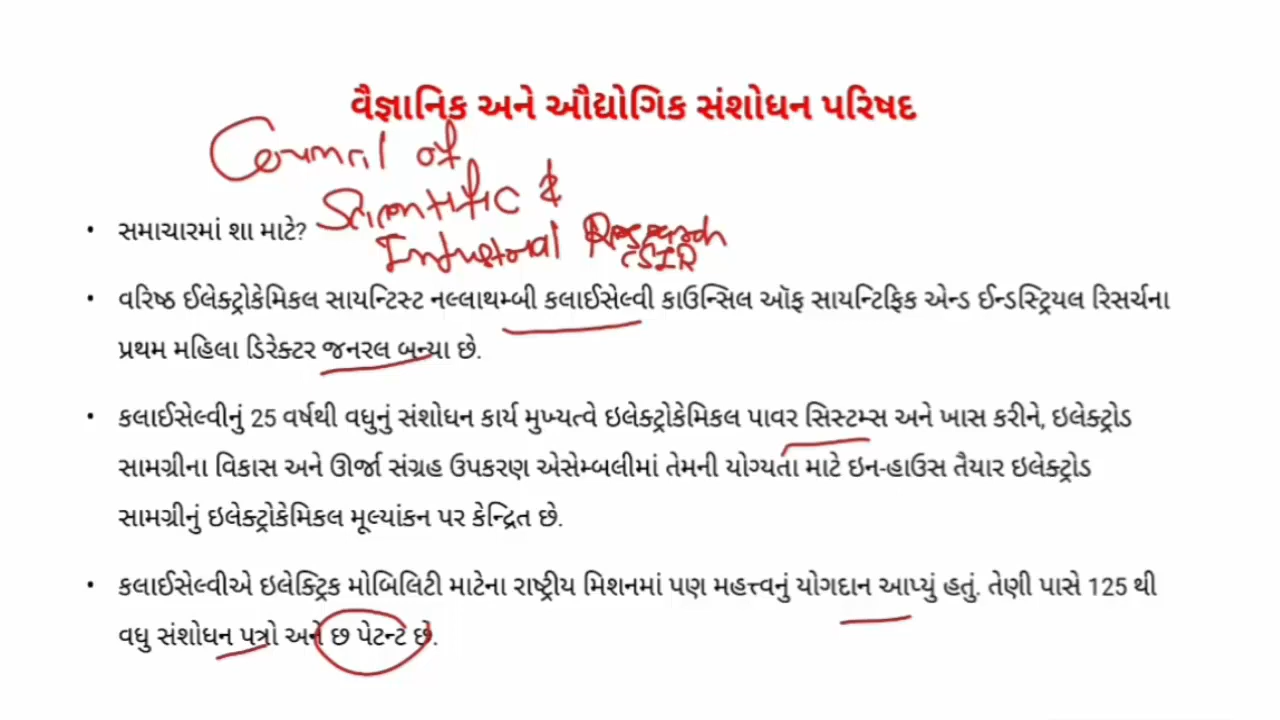 વૈજ્ઞાનિક અને ઔદ્યોગિક સંશોધન પરિષદ
Council of
Scientific &
• સમાચારમાં શા માટે?
Industrial Research
CSIR
• વરિષ્ઠ ઈલેક્ટ્રોકેમિકલ સાયન્ટિસ્ટ નલ્લાથમ્બી કલાઈસેલ્વી કાઉન્સિલ ઑફ સાયન્ટિફિક એન્ડ ઈન્ડસ્ટ્રિયલ રિસર્ચના
પ્રથમ મહિલા ડિરેક્ટર જનરલ બન્યા છે.
• કલાઈસેલ્વીનું 25 વર્ષથી વધુનું સંશોધન કાર્ય મુખ્યત્વે ઇલેક્ટ્રોકેમિકલ પાવર સિસ્ટમ્સ અને ખાસ કરીને, ઇલેક્ટ્રોડ
સામગ્રીના વિકાસ અને ઊર્જા સંગ્રહ ઉપકરણ એસેમ્બલીમાં તેમની યોગ્યતા માટે ઇન-હાઉસ તૈયાર ઇલેક્ટ્રોડ
સામગ્રીનું ઇલેક્ટ્રોકેમિકલ મૂલ્યાંકન પર કેન્દ્રિત છે.
• કલાઈસેલ્વીએ ઇલેક્ટ્રિક મોબિલિટી માટેના રાષ્ટ્રીય મિશનમાં પણ મહત્ત્વનું યોગદાન આપ્યું હતું. તેણી પાસે 125 થી
વધુ સંશોધન પત્રો અને છ પેટન્ટ છે.